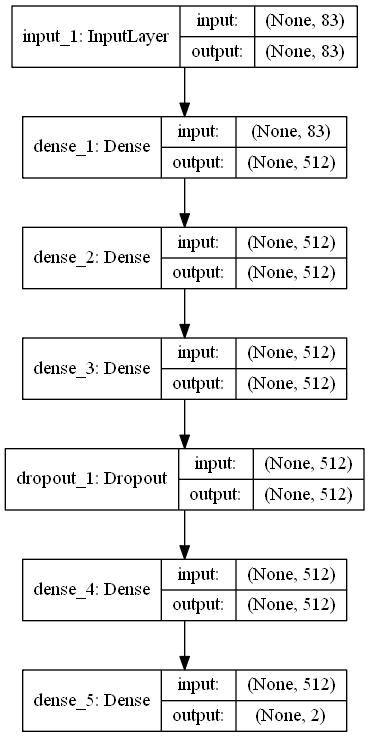 input_1: InputLayer input: (None, 83)
output: (None, 83)
dense_1: Dense input: (None, 83)
output: (None, 512)
dense_2: Dense input: (None, 512)
output: (None, 512)
dense_3: Dense input: (None, 512)
output: (None, 512)
dropout_1: Dropout input: (None, 512)
output: (None, 512)
dense_4: Dense input: (None, 512)
output: (None, 512)
dense_5: Dense input: (None, 512)
output: (None, 2)